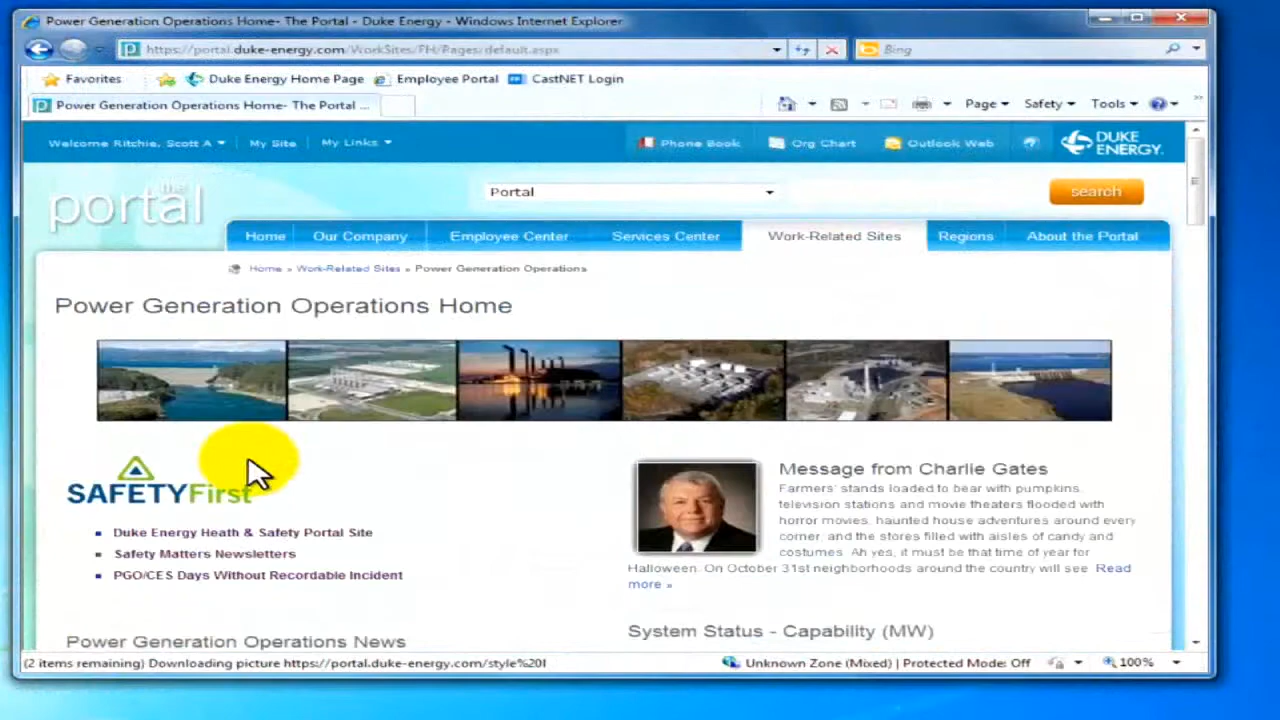 Power Generation Operations Home- The Portal - Duke Energy - Windows Internet Explorer
https://portal.duke-energy.com/WorkSites/FH/Pages/default.aspx
Bing
Favorites Duke Energy Home Page Employee Portal CastNET Login
Power Generation Operations Home- The Portal ...
Page Safety Tools
Welcome Ritchie, Scott A My Site My Links Phone Book Org Chart Outlook Web DUKE ENERGY.
the portal
Portal
search
Home Our Company Employee Center Services Center Work-Related Sites Regions About the Portal
Home » Work-Related Sites » Power Generation Operations
Power Generation Operations Home
SAFETYFirst
Duke Energy Heath & Safety Portal Site
Safety Matters Newsletters
PGO/CES Days Without Recordable Incident
Message from Charlie Gates
Farmers' stands loaded to bear with pumpkins,
television stations and movie theaters flooded with
horror movies, haunted house adventures around every
corner, and the stores filled with aisles of candy and
costumes. Ah yes, it must be that time of year for
Halloween. On October 31st neighborhoods around the country will see Read
more »
Power Generation Operations News
System Status - Capability (MW)
(2 items remaining) Downloading picture https://portal.duke-energy.com/style%20l
Unknown Zone (Mixed) | Protected Mode: Off
100%